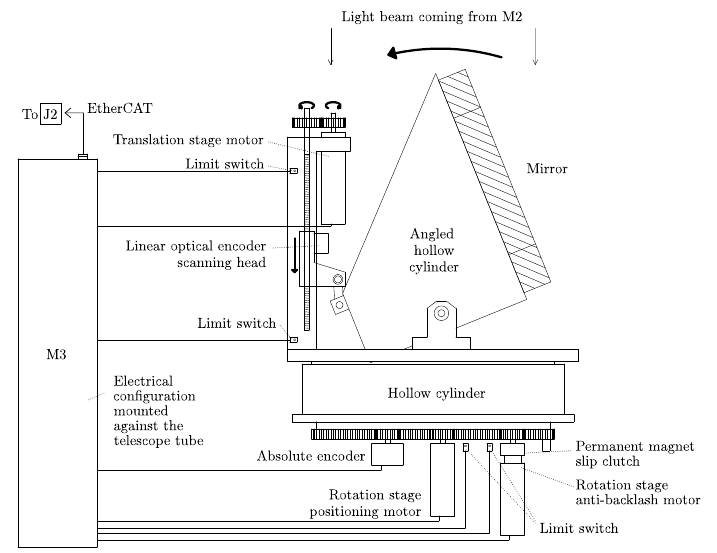 Light beam coming from M2
To J2
EtherCAT
Translation stage motor
Limit switch
Mirror
Angled
hollow
cylinder
Linear optical encoder
scanning head
Limit switch
M3
Electrical
configuration
mounted
against the
telescope tube
Hollow cylinder
Absolute encoder
Permanent magnet
slip clutch
Rotation stage
positioning motor
Rotation stage
anti-backlash motor
Limit switch